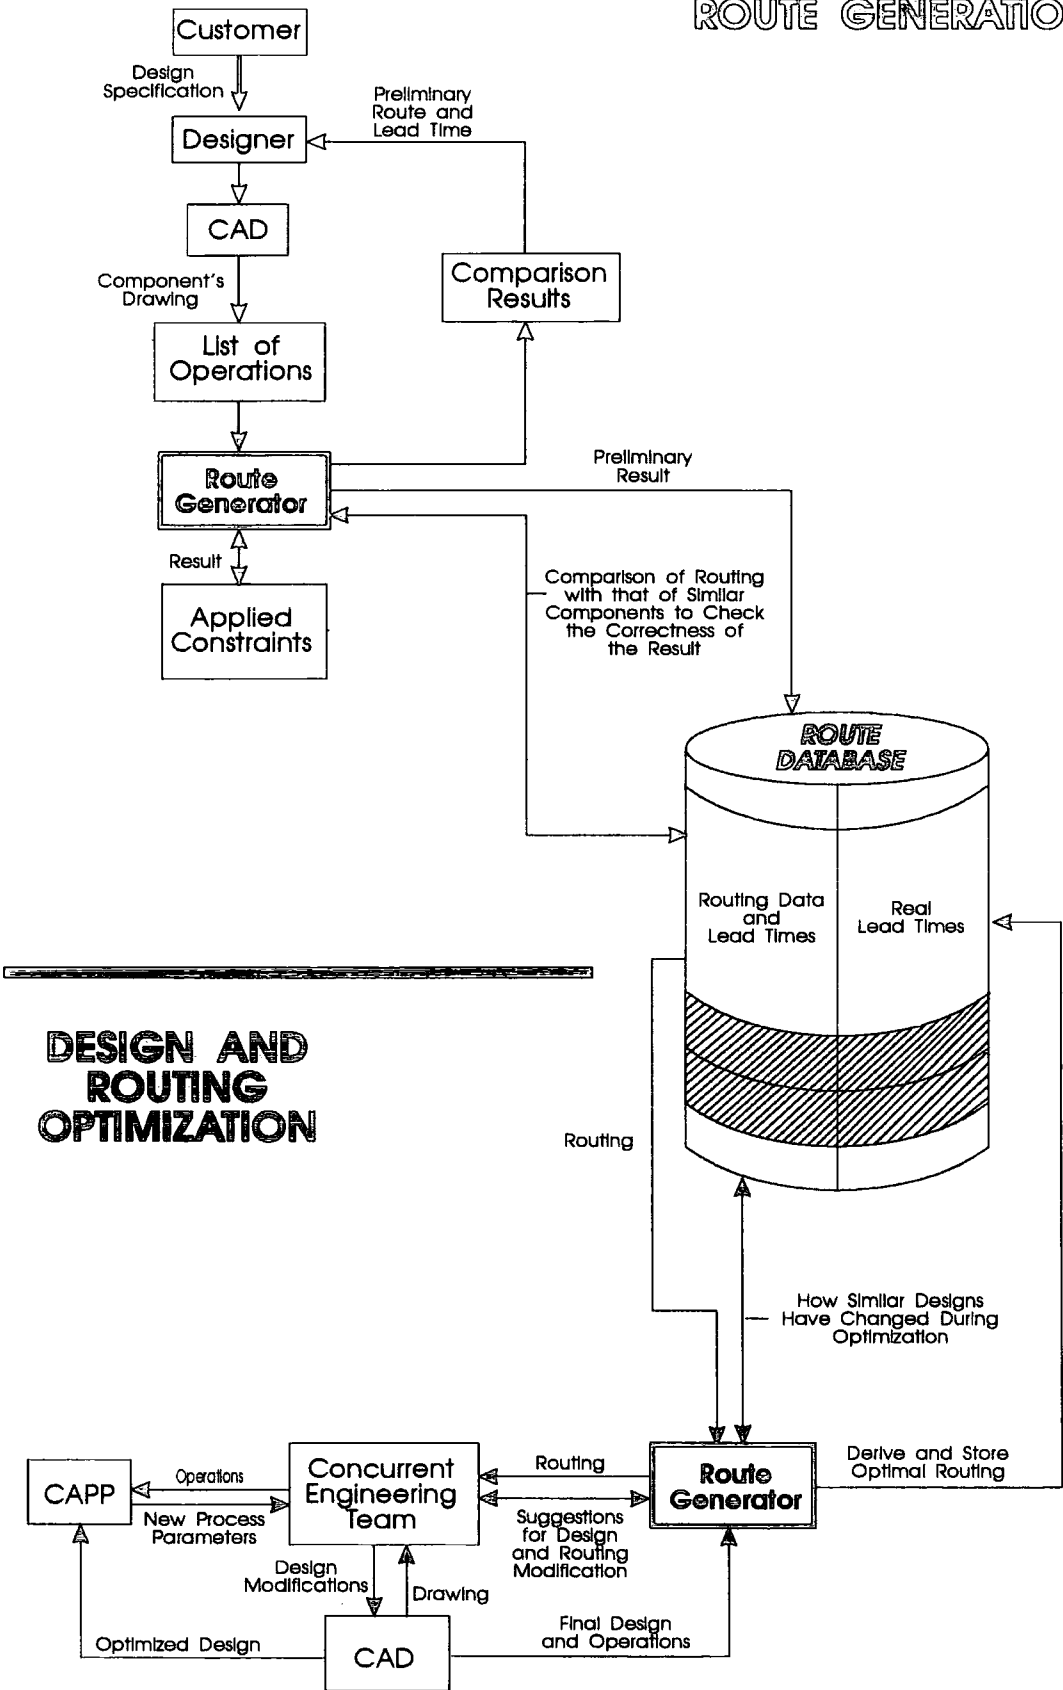 ROUTE GENERATIO
Customer
Design
Specification
Designer
Preliminary
Route and
Lead Time
CAD
Component's
Drawing
Comparison
Results
List of
Operations
Route
Generator
Preliminary
Result
Result
Applied
Constraints
Comparison of Routing
with that of Similar
Components to Check
the Correctness of
the Result
ROUTE
DATABASE
Routing Data
and
Lead Times
Real
Lead Times
DESIGN AND
ROUTING
OPTIMIZATION
Routing
How Similar Designs
Have Changed During
Optimization
CAPP
Operations
New Process
Parameters
Concurrent
Engineering
Team
Routing
Suggestions
for Design
and Routing
Modification
Route
Generator
Derive and Store
Optimal Routing
Design
Modifications
Drawing
Optimized Design
CAD
Final Design
and Operations